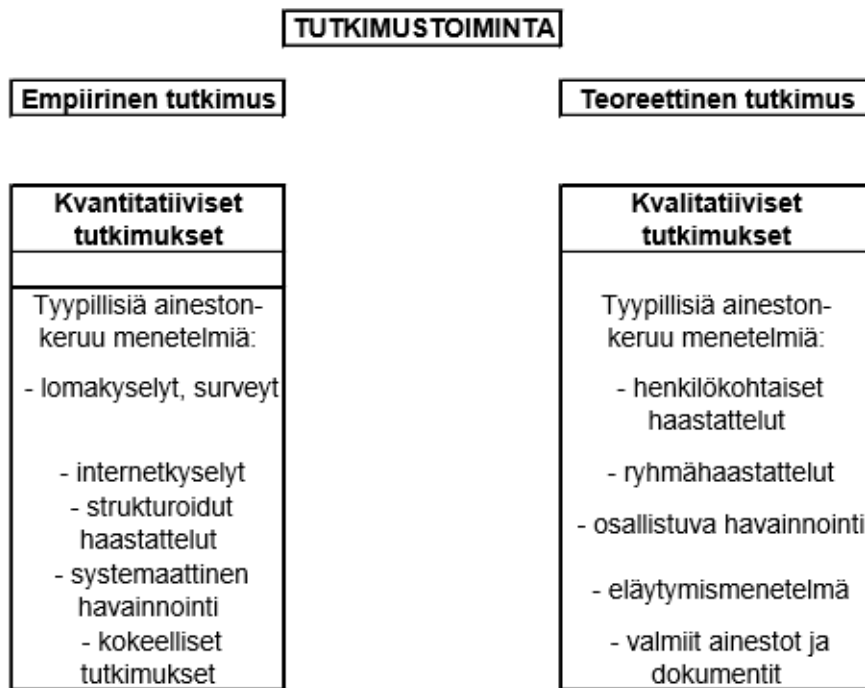 TUTKIMUSTOIMINTA
Empiirinen tutkimus
Teoreettinen tutkimus
Kvantitatiiviset
tutkimukset
Tyypillisiä aineston-
keruu menetelmiä:
- lomakyselyt, surveyt
- internetkyselyt
- strukturoidut
haastattelut
- systemaattinen
havainnointi
- kokeelliset
tutkimukset
Kvalitatiiviset
tutkimukset
Tyypillisiä aineston-
keruu menetelmiä:
- henkilökohtaiset
haastattelut
- ryhmähaastattelut
- osallistuva havainnointi
- eläytymismenetelmä
- valmiit ainestot ja
dokumentit